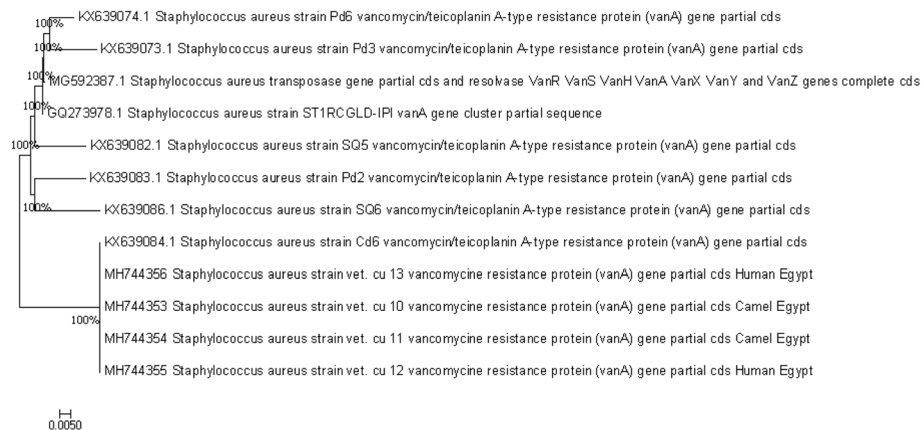 KX639074.1 Staphylococcus aureus strain Pd6 vancomycin/teicoplanin A-type resistance protein (vanA) gene partial cds
100%
KX639073.1 Staphylococcus aureus strain Pd3 vancomycin/teicoplanin A-type resistance protein (vanA) gene partial cds
100%
MG592387.1 Staphylococcus aureus transposase gene partial cds and resolvase VanR VanS VanH VanA VanX VanY and VanZ genes complete cds
100%
GQ273978.1 Staphylococcus aureus strain ST1RCGLD-IPI vanA gene cluster partial sequence
100%
KX639082.1 Staphylococcus aureus strain SQ5 vancomycin/teicoplanin A-type resistance protein (vanA) gene partial cds
100%
KX639083.1 Staphylococcus aureus strain Pd2 vancomycin/teicoplanin A-type resistance protein (vanA) gene partial cds
KX639086.1 Staphylococcus aureus strain SQ6 vancomycin/teicoplanin A-type resistance protein (vanA) gene partial cds
100%
KX639084.1 Staphylococcus aureus strain Cd6 vancomycin/teicoplanin A-type resistance protein (vanA) gene partial cds
MH744356 Staphylococcus aureus strain vet. cu 13 vancomycine resistance protein (vanA) gene partial cds Human Egypt
MH744353 Staphylococcus aureus strain vet. cu 10 vancomycine resistance protein (vanA) gene partial cds Camel Egypt
100%
MH744354 Staphylococcus aureus strain vet. cu 11 vancomycine resistance protein (vanA) gene partial cds Camel Egypt
MH744355 Staphylococcus aureus strain vet. cu 12 vancomycine resistance protein (vanA) gene partial cds Human Egypt
0.0050